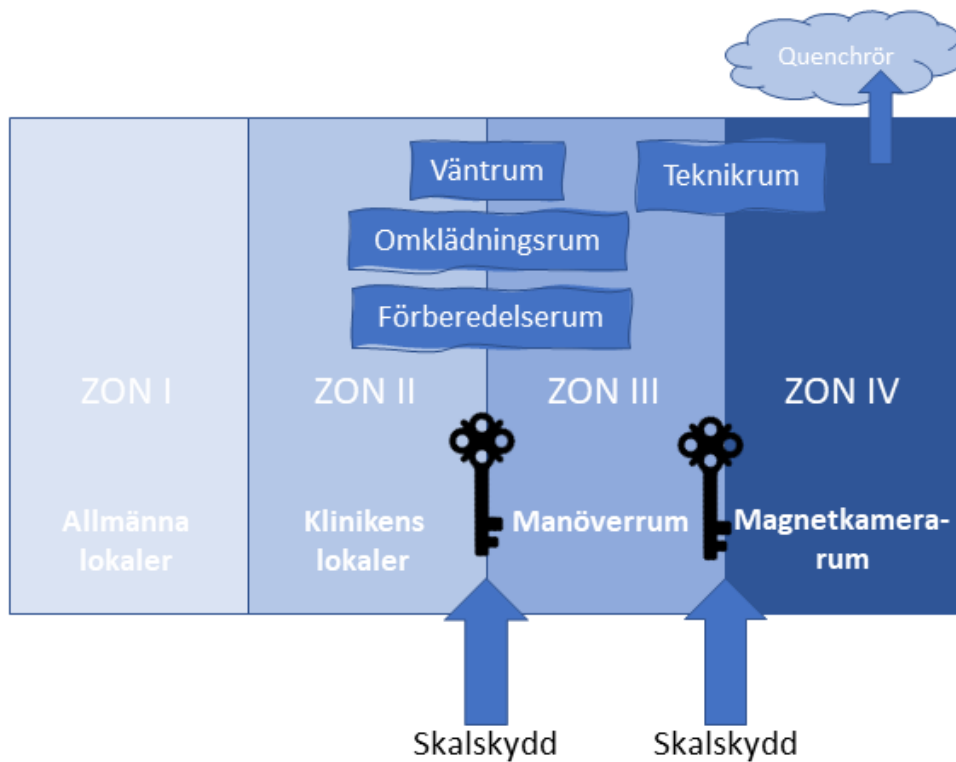 Quenchrör
Väntrum
Teknikrum
Omklädningsrum
Förberedelserum
ZON I
ZON II
ZON III
ZON IV
Allmänna
lokaler
Klinikens
lokaler
Manöverrum
Magnetkamera-
rum
Skalskydd
Skalskydd